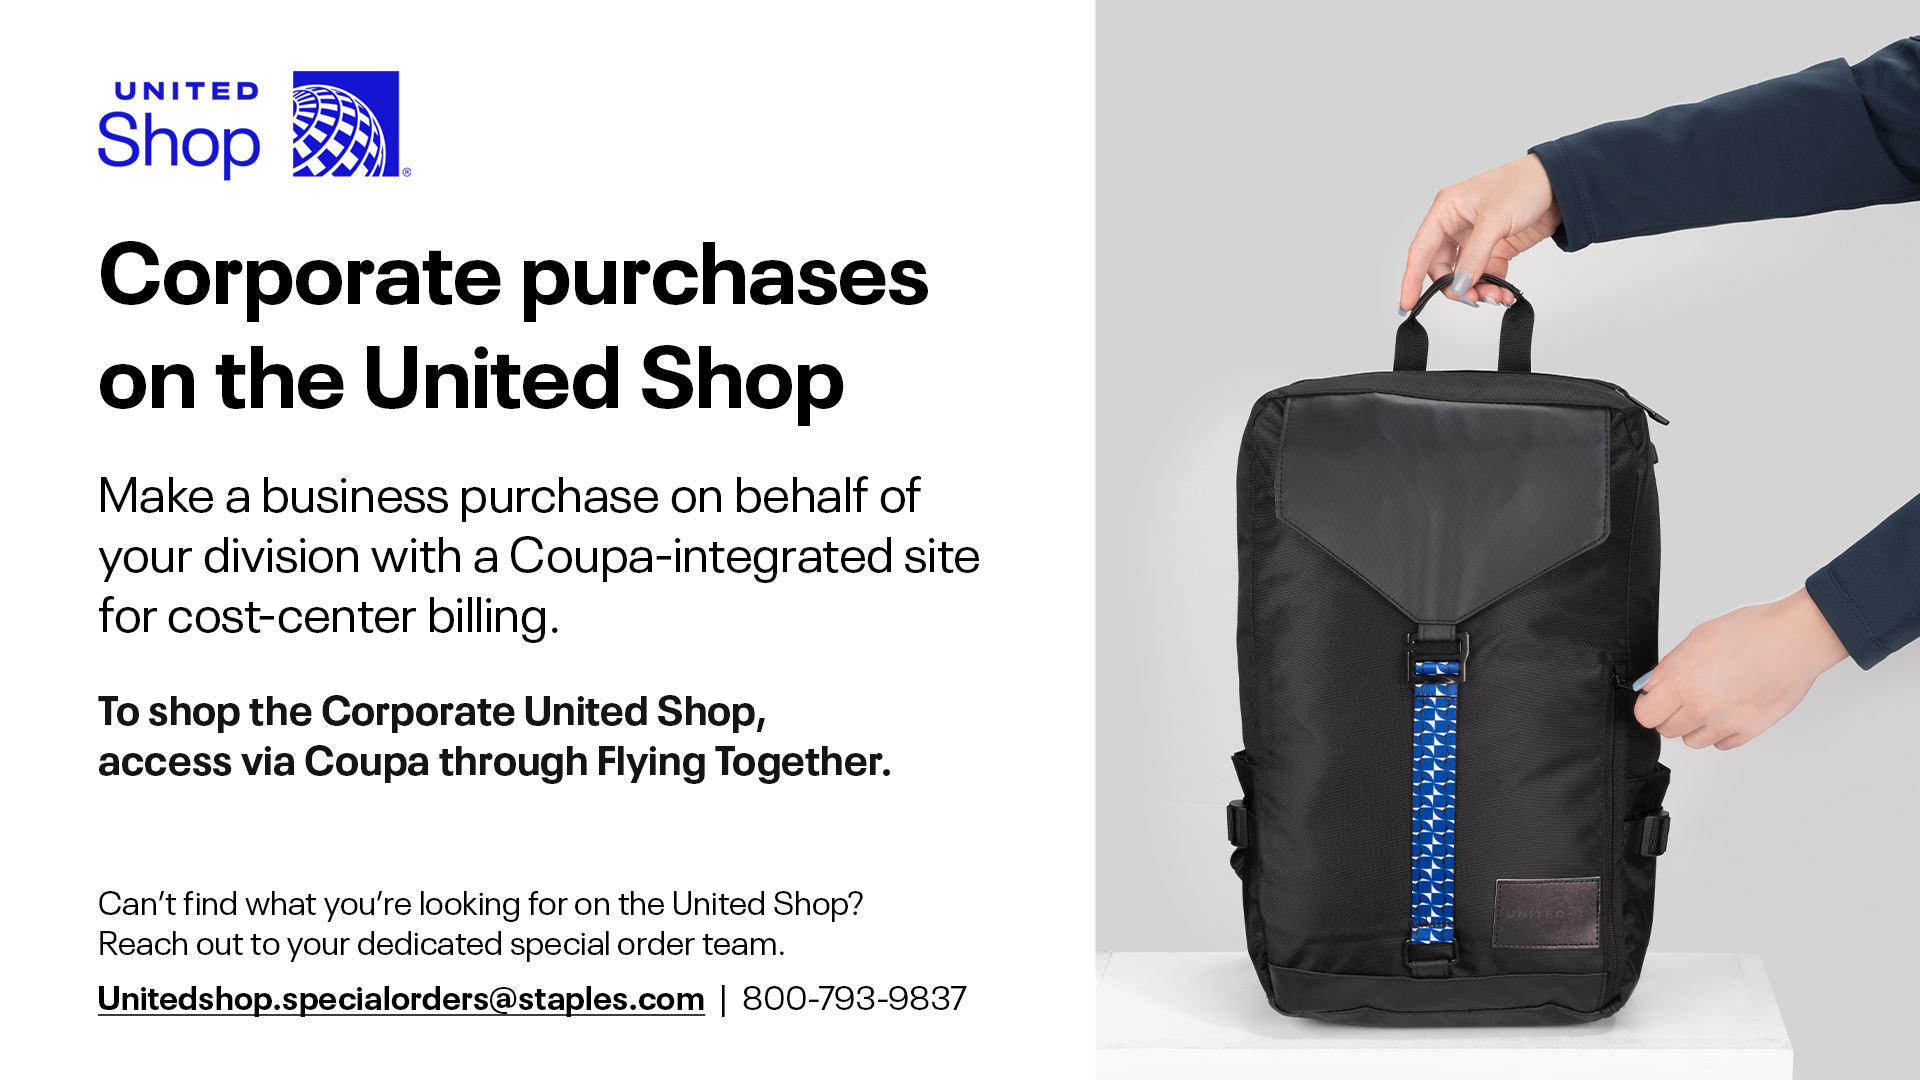 UNITED
Shop
®
Corporate purchases
on the United Shop
Make a business purchase on behalf of
your division with a Coupa-integrated site
for cost-center billing.
To shop the Corporate United Shop,
access via Coupa through Flying Together.
Can’t find what you’re looking for on the United Shop?
Reach out to your dedicated special order team.
Unitedshop.specialorders@staples.com | 800-793-9837
UNITED